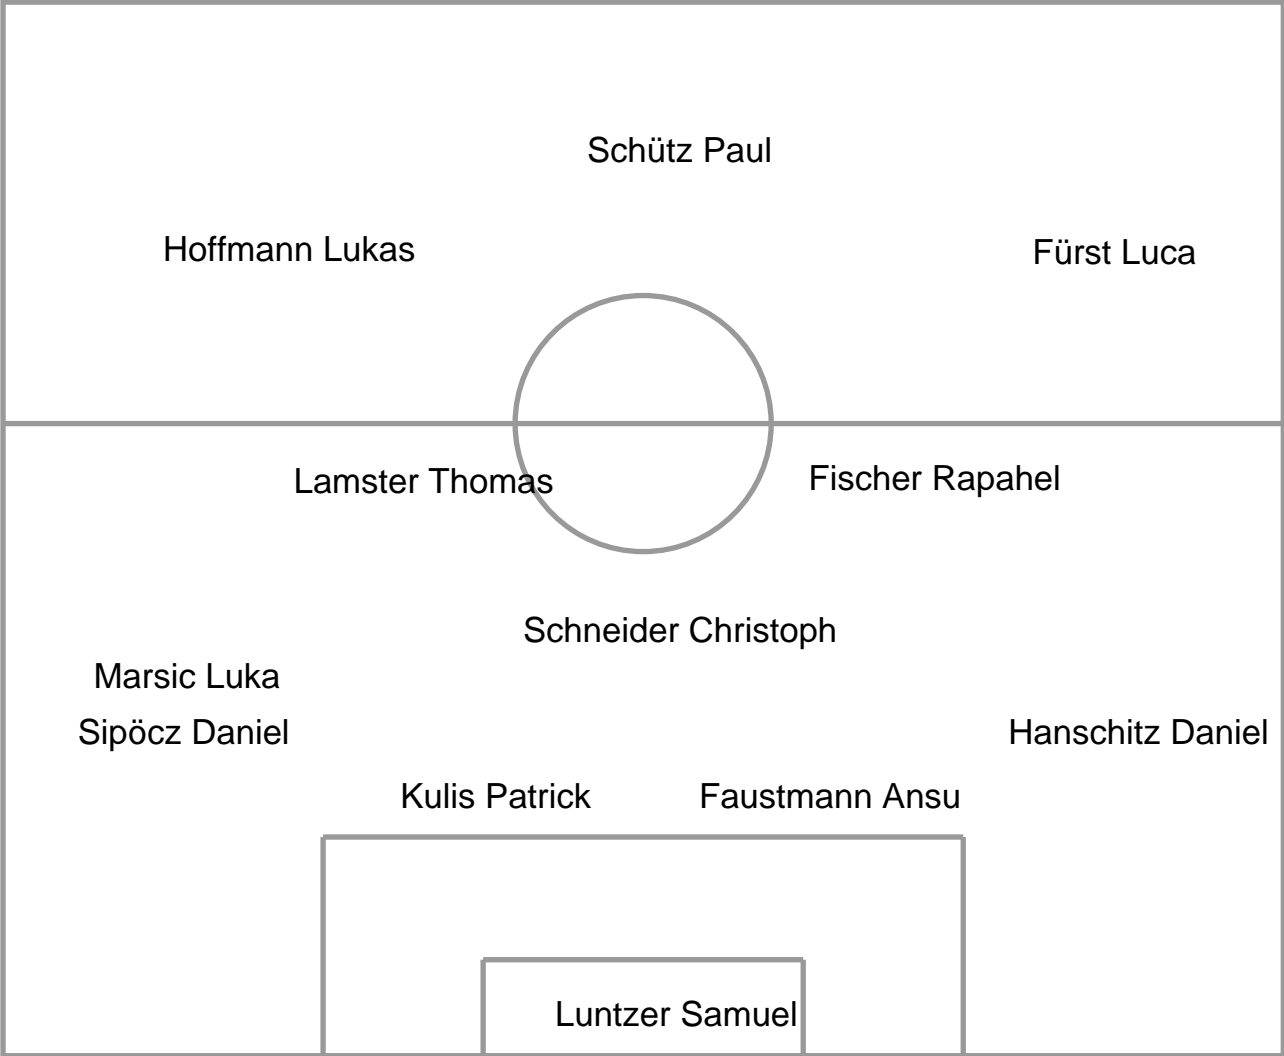 Schütz Paul
Hoffmann Lukas
Fürst Luca
Lamster Thomas
Fischer Rapahel
Schneider Christoph
Marsic Luka
Sipöcz Daniel
Hanschitz Daniel
Kulis Patrick
Faustmann Ansu
Luntzer Samuel